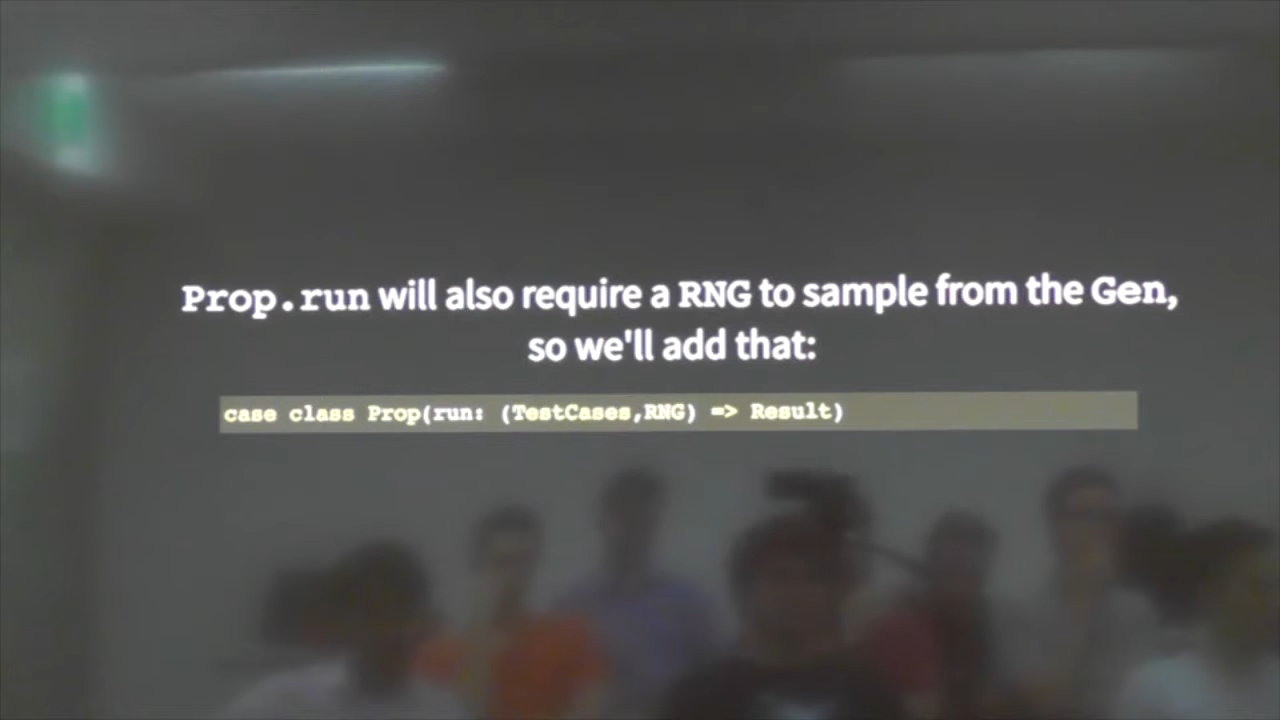 Prop.run will also require a RNG to sample from the Gen,
so we'll add that:
case class Prop(run: (TestCases,RNG) => Result)